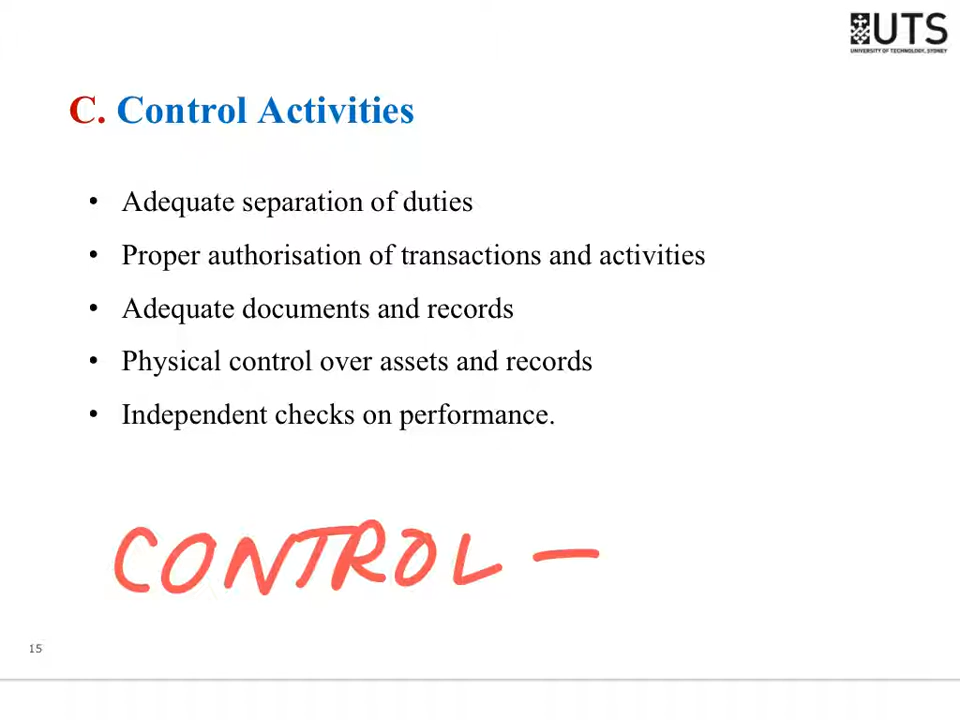 UTS
UNIVERSITY OF TECHNOLOGY, SYDNEY
C. Control Activities
• Adequate separation of duties
• Proper authorisation of transactions and activities
• Adequate documents and records
• Physical control over assets and records
• Independent checks on performance.
CONTROL –
15